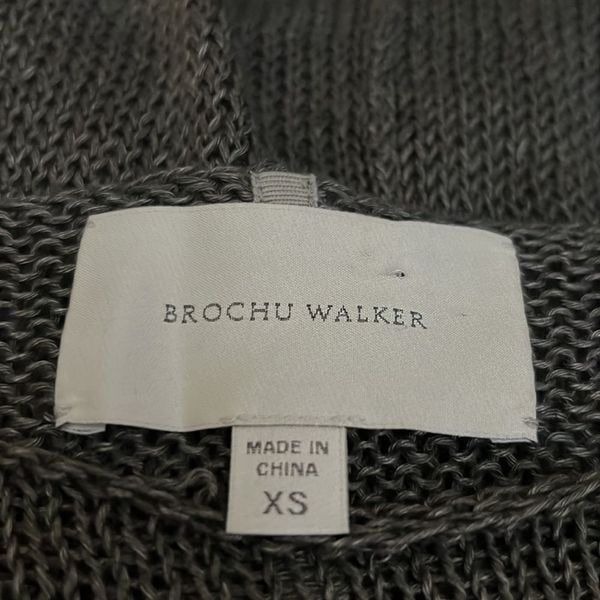 BROCHU WALKER
MADE IN
CHINA
XS